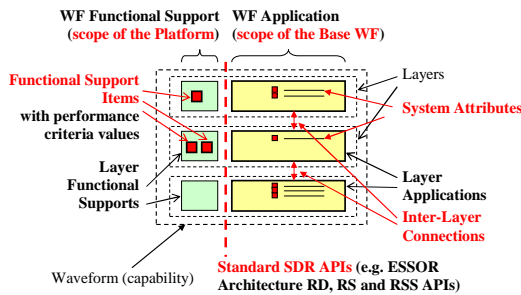 WF Functional Support
(scope of the Platform)
WF Application
(scope of the Base WF)
Functional Support
Items
with performance
criteria values
Layer
Functional
Supports
Waveform (capability)
Layers
System Attributes
Layer
Applications
Inter-Layer
Connections
Standard SDR APIs (e.g. ESSOR
Architecture RD, RS and RSS APIs)